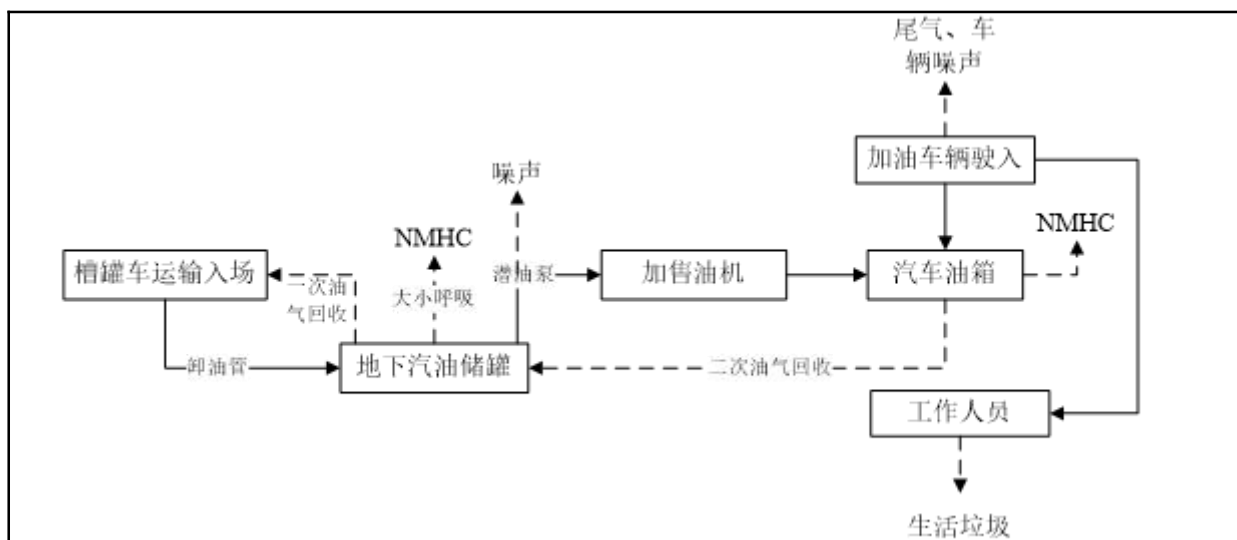 尾气、车
辆噪声
加油车辆驶入
噪声
NMHC
NMHC
槽罐车运输入场
一次油
气回收
大小呼吸
潜油泵
加售油机
汽车油箱
卸油管
地下汽油储罐
二次油气回收
工作人员
生活垃圾